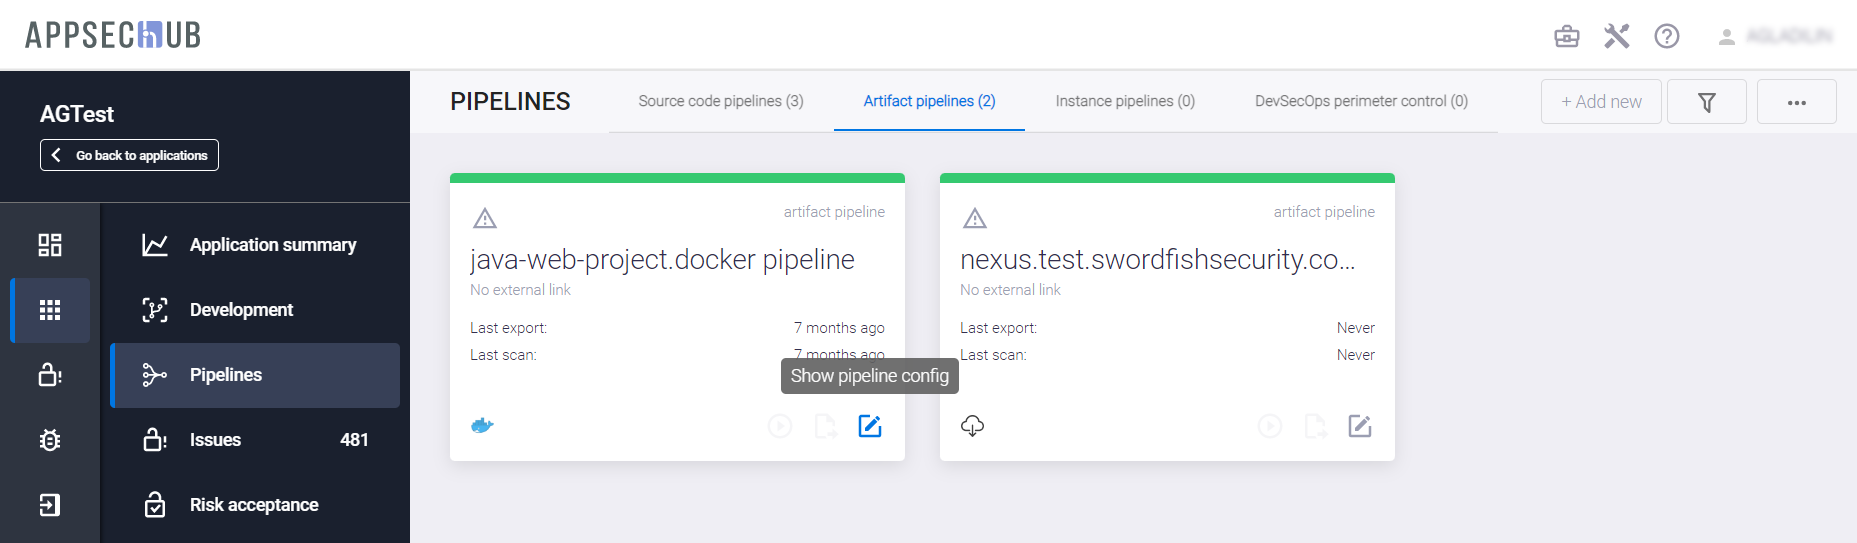 APPSECHUB
AGTest
Go back to applications
Application summary
Development
Pipelines
Issues 481
Risk acceptance
PIPELINES
Source code pipelines (3)
Artifact pipelines (2)
Instance pipelines (0)
DevSecOps perimeter control (0)
+ Add new
artifact pipeline
java-web-project.docker pipeline
No external link
Last export: 7 months ago
Last scan: 7 months ago
Show pipeline config
artifact pipeline
nexus.test.swordfishsecurity.co...
No external link
Last export: Never
Last scan: Never